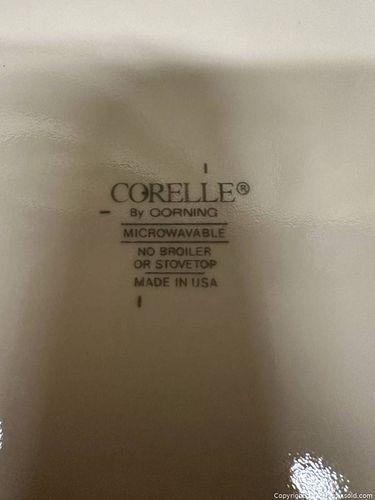 CORELLE®
By CORNING
MICROWAVABLE
NO BROILER
OR STOVETOP
MADE IN USA